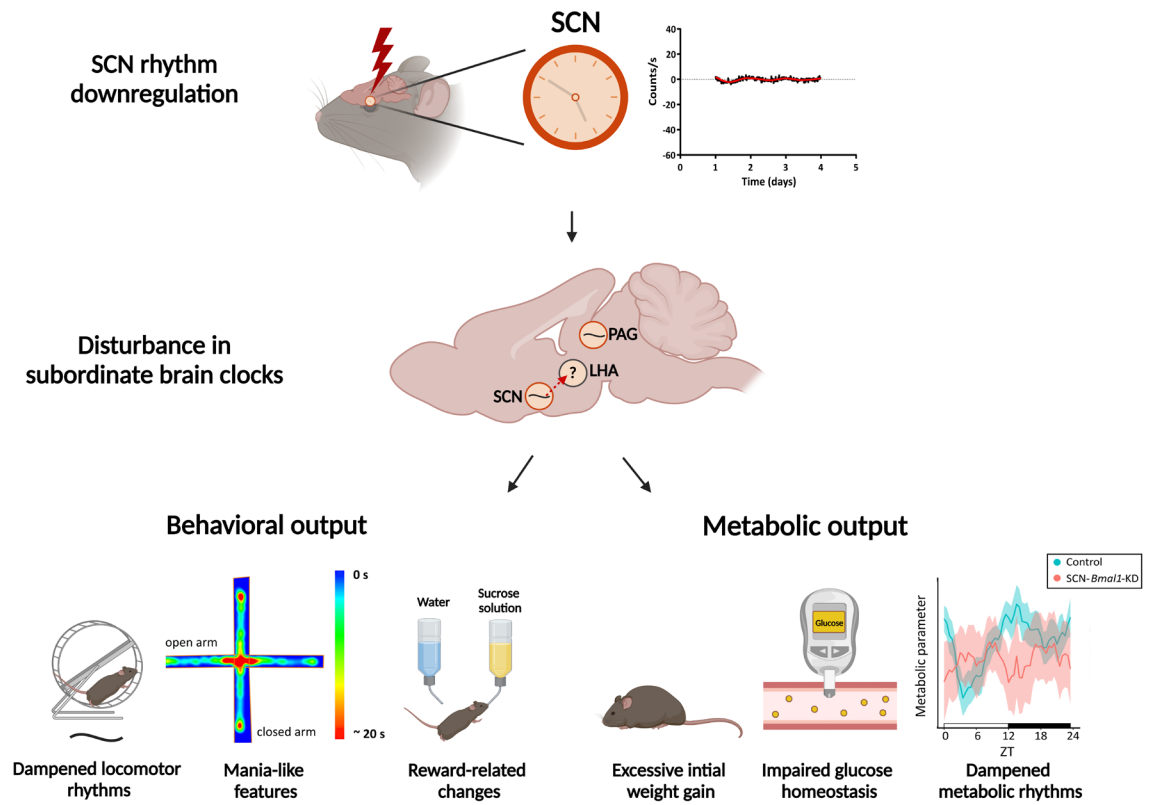 SCN rhythm
downregulation
SCN
Counts/s
40
20
0
-20
-40
-60
0 1 2 3 4 5
Time (days)
Disturbance in
subordinate brain clocks
PAG
LHA
?
SCN
Behavioral output
Metabolic output
open arm
closed arm
0 s
~ 20 s
Water
Sucrose
solution
Glucose
Control
SCN-Bmal1-KD
Metabolic parameter
0 6 12 18 24
ZT
Dampened locomotor
rhythms
Mania-like
features
Reward-related
changes
Excessive intial
weight gain
Impaired glucose
homeostasis
Dampened
metabolic rhythms